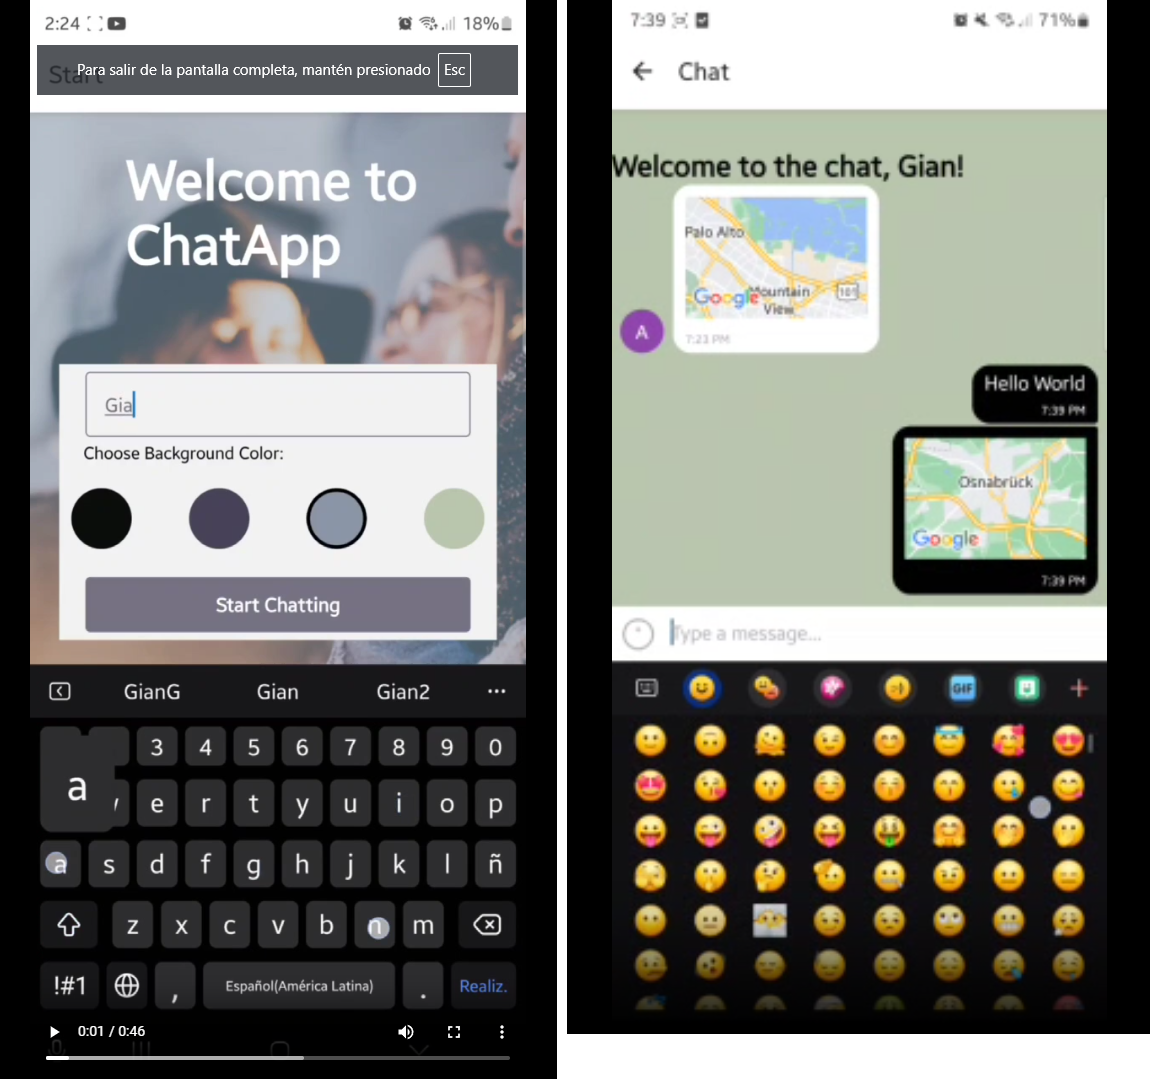 2:24
18%
Start
Para salir de la pantalla completa, mantén presionado Esc
Welcome to
ChatApp
Gia
Choose Background Color:
Start Chatting
GianG Gian Gian2
3 4 5 6 7 8 9 0
a
e r t y u i o p
a s d f g h j k l ñ
z x c v b n m
!#1 , Español(América Latina) . Realiz.
0:01 / 0:46
7:39
71%
Chat
Welcome to the chat, Gian!
Palo Alto
Google
Mountain
View
101
A
7:23 PM
Hello World
7:39 PM
Osnabrück
Google
7:39 PM
Type a message...
GIF